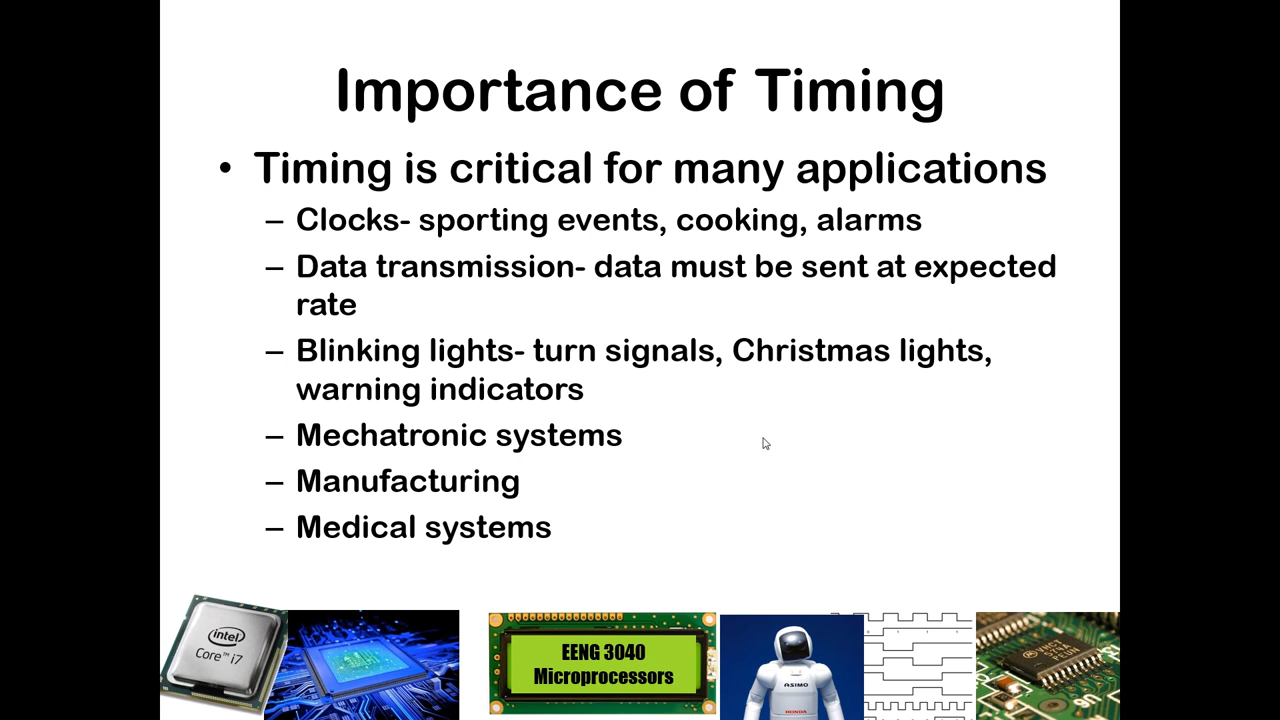 Importance of Timing
• Timing is critical for many applications
– Clocks- sporting events, cooking, alarms
– Data transmission- data must be sent at expected
rate
– Blinking lights- turn signals, Christmas lights,
warning indicators
– Mechatronic systems
– Manufacturing
– Medical systems
intel
Core™ i7
EENG 3040
Microprocessors
ASIMO
HONDA